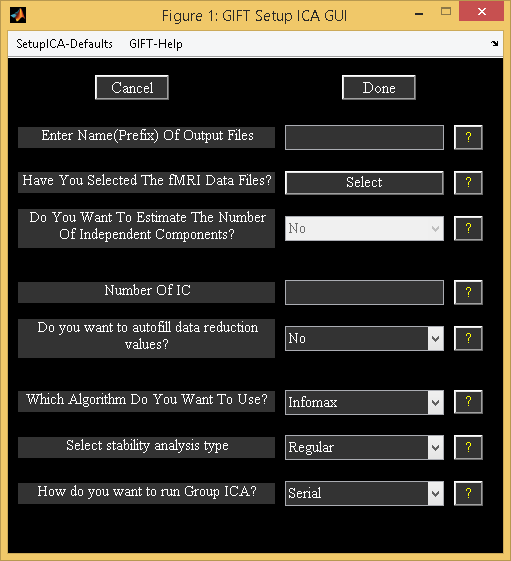 Figure 1: GIFT Setup ICA GUI
SetupICA-Defaults GIFT-Help
Cancel Done
Enter Name(Prefix) Of Output Files ?
Have You Selected The fMRI Data Files? Select ?
Do You Want To Estimate The Number
Of Independent Components? No ?
Number Of IC ?
Do you want to autofill data reduction
values? No ?
Which Algorithm Do You Want To Use? Infomax ?
Select stability analysis type Regular ?
How do you want to run Group ICA? Serial ?